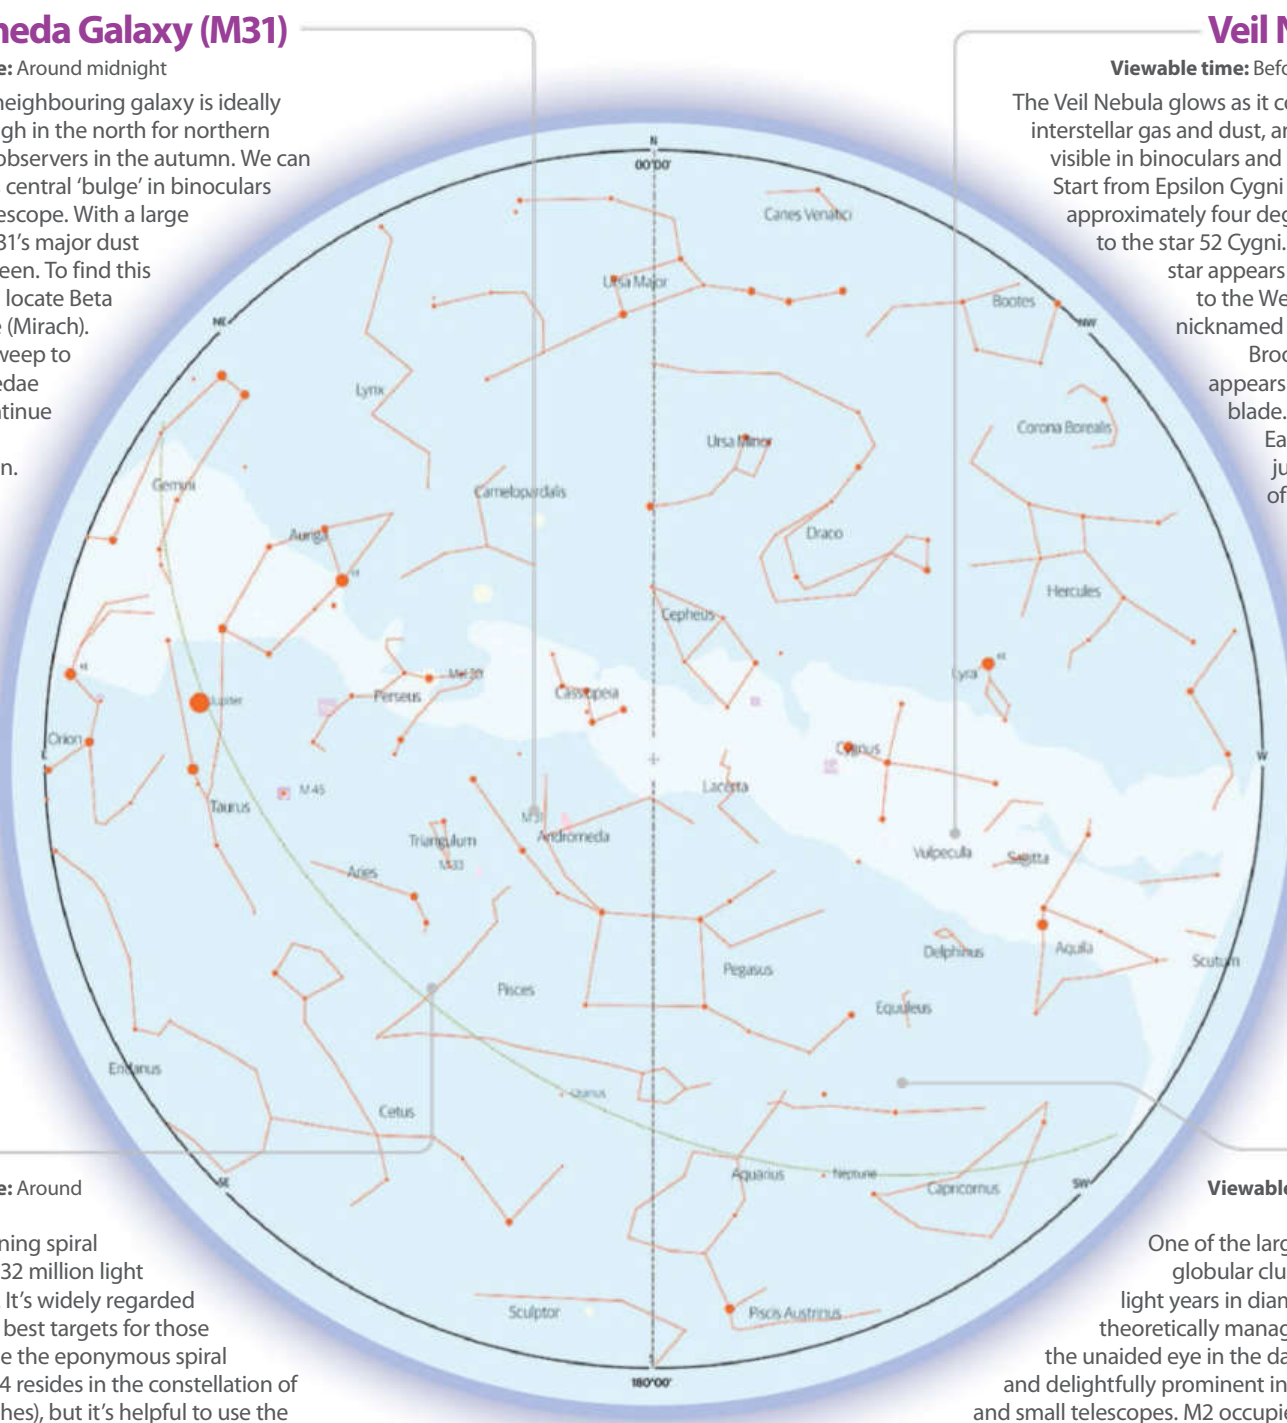 neda Galaxy (M31)
e: Around midnight
neighbouring galaxy is ideally
gh in the north for northern
observers in the autumn. We can
central ‘bulge’ in binoculars
escope. With a large
31’s major dust
een. To find this
locate Beta
e (Mirach).
weep to
edae
tinue
n.
Veil N
Viewable time: Befo
The Veil Nebula glows as it co
interstellar gas and dust, an
visible in binoculars and
Start from Epsilon Cygni
approximately four deg
to the star 52 Cygni.
star appears
to the We
nicknamed
Broo
appears
blade.
Ea
ju
of
N
00°00'
Canes Venatici
Ursa Major
Bootes
NE
NW
Lynx
Corona Borealis
Ursa Minor
Gemini
Camelopardalis
Auriga
Draco
Hercules
Cepheus
Lyra
Perseus
Cassiopeia
Jupiter
Orion
Cygnus
W
Lacerta
M45
Taurus
M31
Andromeda
Triangulum
M33
Aries
Vulpecula
Sagitta
Delphinus
Aquila
Scutum
Pegasus
Pisces
Equuleus
Eridanus
Uranus
Cetus
SE
Aquarius
Neptune
Capricornus
SW
Sculptor
Piscis Austrinus
180°00'
e: Around
ning spiral
32 million light
It’s widely regarded
best targets for those
e the eponymous spiral
4 resides in the constellation of
hes), but it’s helpful to use the
Viewable
One of the larg
globular clu
light years in diam
theoretically manag
the unaided eye in the da
and delightfully prominent in
and small telescopes. M2 occupie